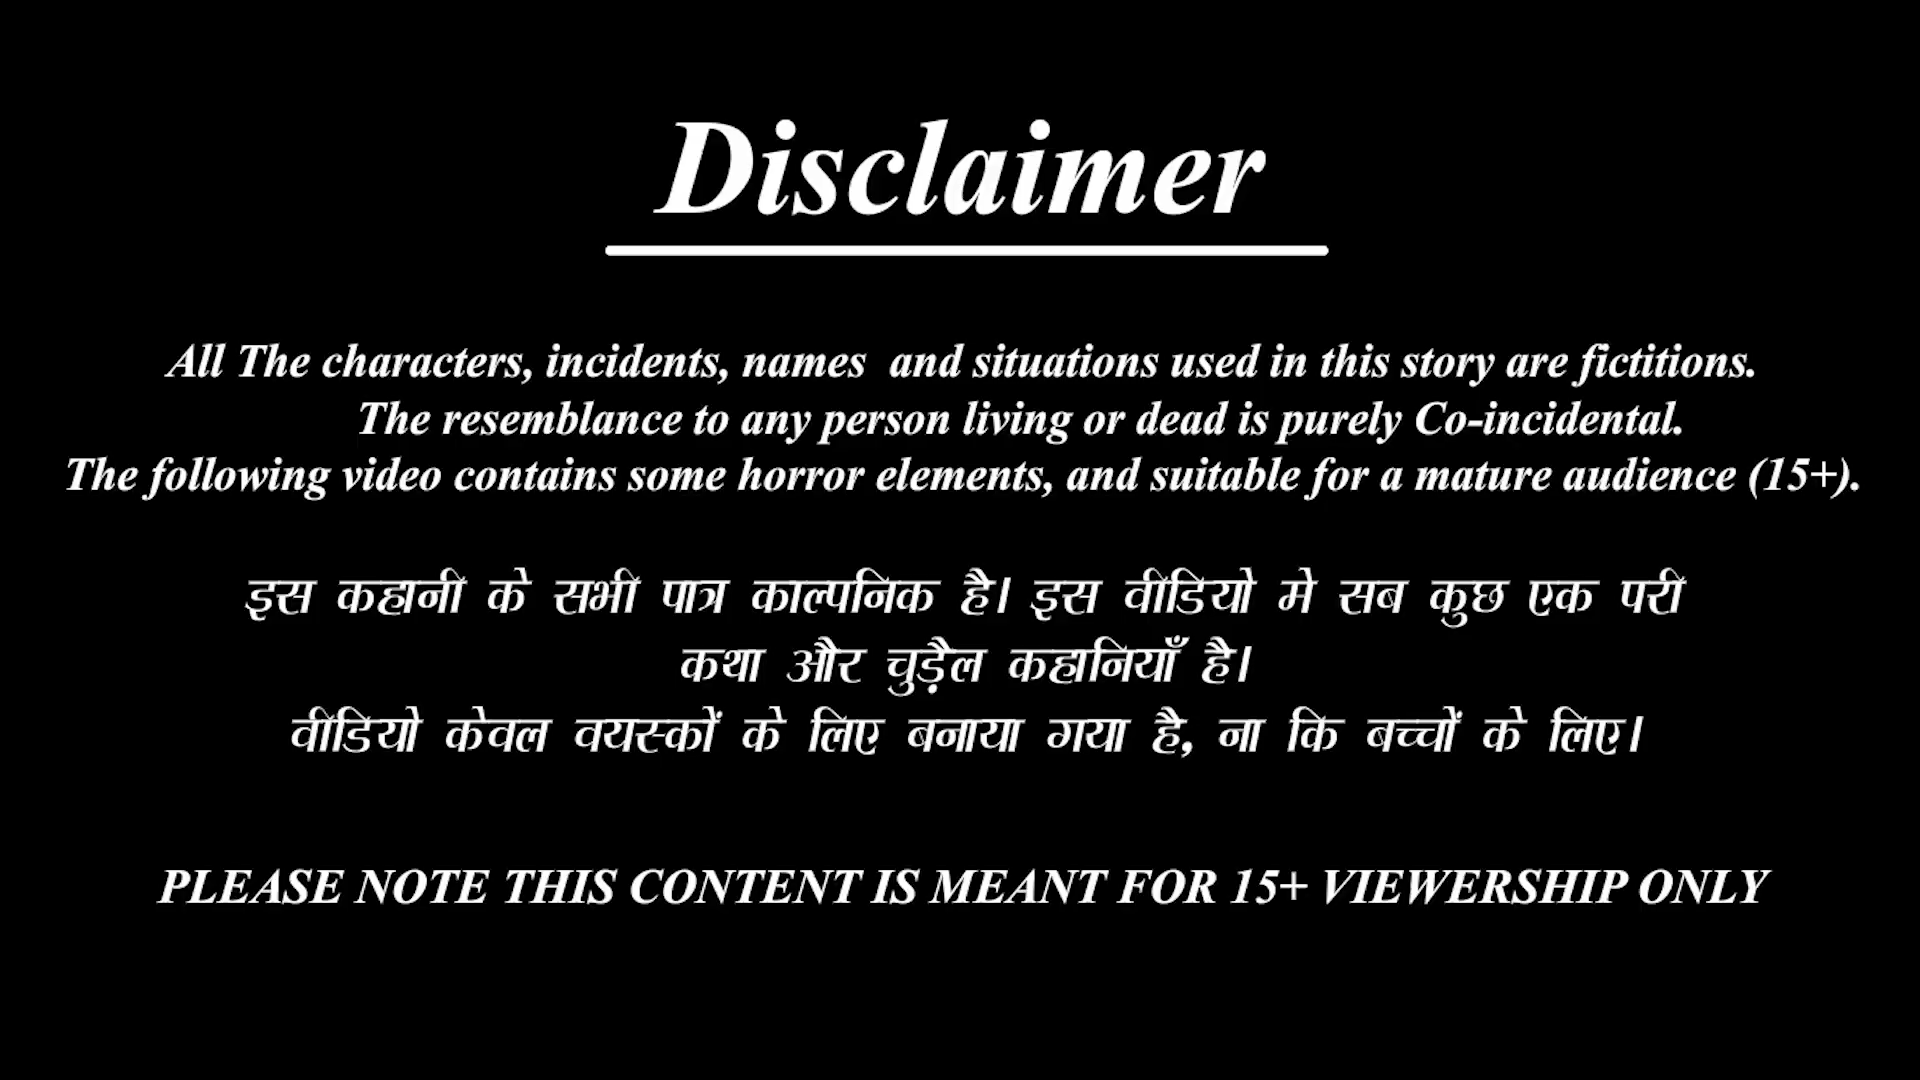 Disclaimer
All The characters, incidents, names  and situations used in this story are fictitions.
The resemblance to any person living or dead is purely Co-incidental.
The following video contains some horror elements, and suitable for a mature audience (15+).
इस कहानी के सभी पात्र काल्पनिक है। इस वीडियो मे सब कुछ एक परी
कथा और चुड़ैल कहानियाँ है।
वीडियो केवल वयस्कों के लिए बनाया गया है, ना कि बच्चों के लिए।
PLEASE NOTE THIS CONTENT IS MEANT FOR 15+ VIEWERSHIP ONLY